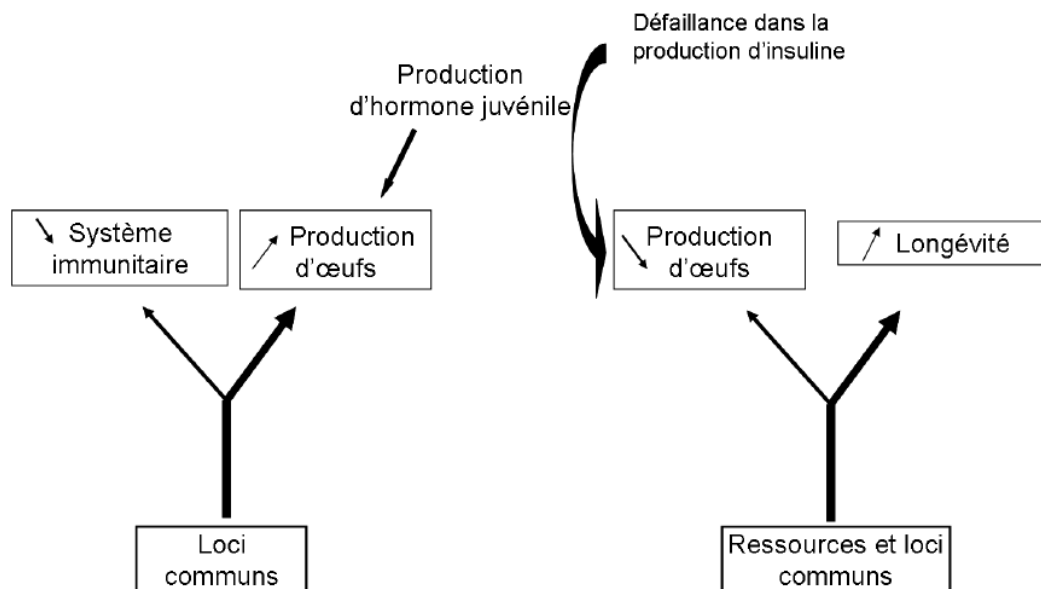 Défaillance dans la
production d'insuline
Production
d'hormone juvénile
Système
immunitaire
Production
d'œufs
Production
d'œufs
Longévité
Loci
communs
Ressources et loci
communs